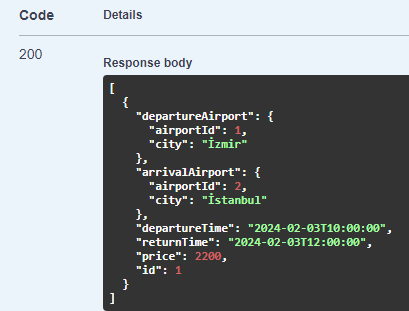 Code Details
200
Response body
[
  {
    "departureAirport": {
      "airportId": 1,
      "city": "İzmir"
    },
    "arrivalAirport": {
      "airportId": 2,
      "city": "İstanbul"
    },
    "departureTime": "2024-02-03T10:00:00",
    "returnTime": "2024-02-03T12:00:00",
    "price": 2200,
    "id": 1
  }
]